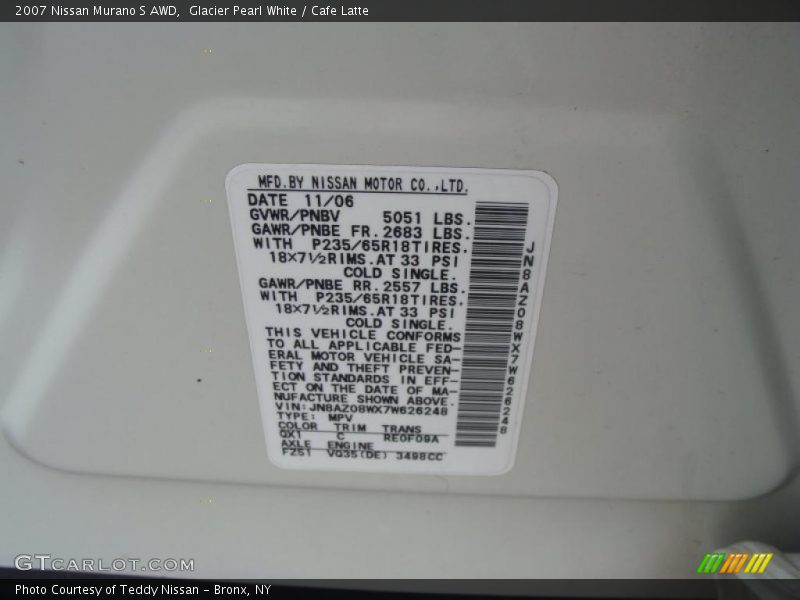 2007 Nissan Murano S AWD,  Glacier Pearl White / Cafe Latte
MFD.BY NISSAN MOTOR CO.,LTD.
DATE 11/06
GVWR/PNBV 5051 LBS.
GAWR/PNBE FR. 2683 LBS.
WITH P235/65R18TIRES.
18×7½RIMS.AT 33 PSI
COLD SINGLE.
GAWR/PNBE RR. 2557 LBS.
WITH P235/65R18TIRES.
18×7½RIMS.AT 33 PSI
COLD SINGLE.
THIS VEHICLE CONFORMS
TO ALL APPLICABLE FED-
ERAL MOTOR VEHICLE SA-
FETY AND THEFT PREVEN-
TION STANDARDS IN EFF-
ECT ON THE DATE OF MA-
NUFACTURE SHOWN ABOVE.
VIN:JN8AZ08WX7W626248
TYPE: MPV
COLOR TRIM TRANS
QX1 C RE0F09A
AXLE ENGINE
FZ51 VQ35(DE) 3498CC
JN8AZ08WX7W626248
GTCARLOT.COM
Photo Courtesy of Teddy Nissan - Bronx, NY